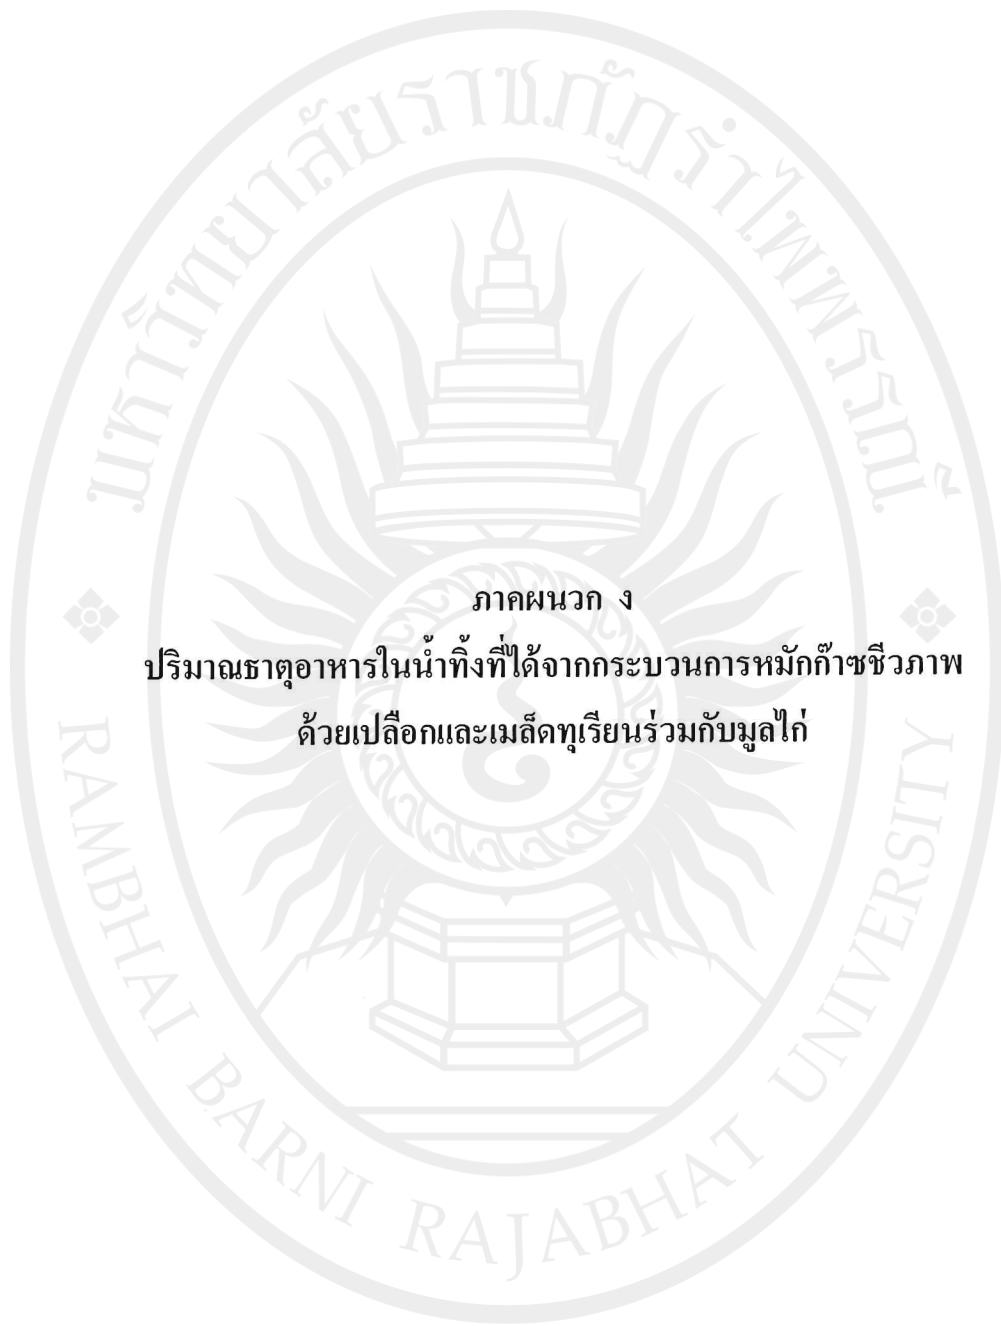 มหาวิทยาลัยราชภัฏรำไพพรรณี
ภาคผนวก ง
ปริมาณธาตุอาหารในน้ำทิ้งที่ได้จากกระบวนการหมักก๊าซชีวภาพ
ด้วยเปลือกและเมล็ดทุเรียนร่วมกับมูลไก่
RAMBHAI BARNI RAJABHAT UNIVERSITY